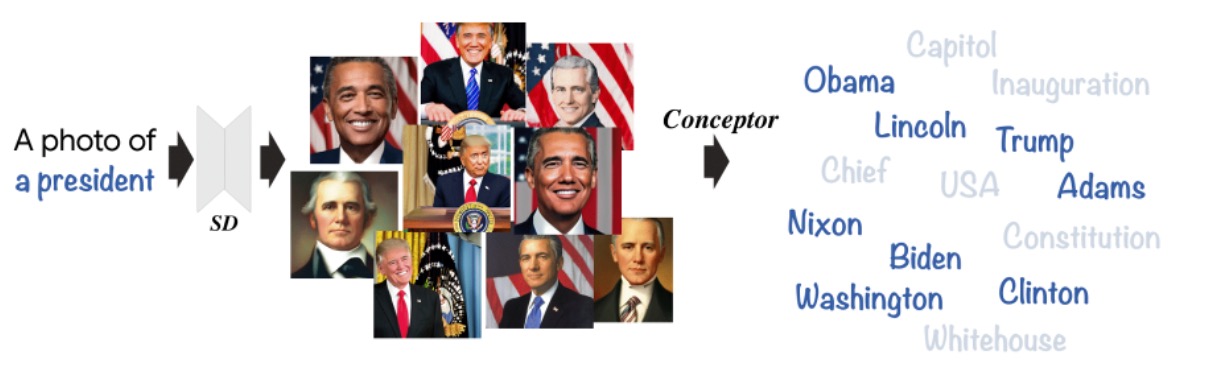 A photo of
a president
SD
Conceptor
Capitol
Obama
Inauguration
Lincoln
Trump
Chief
USA
Adams
Nixon
Constitution
Biden
Washington
Clinton
Whitehouse